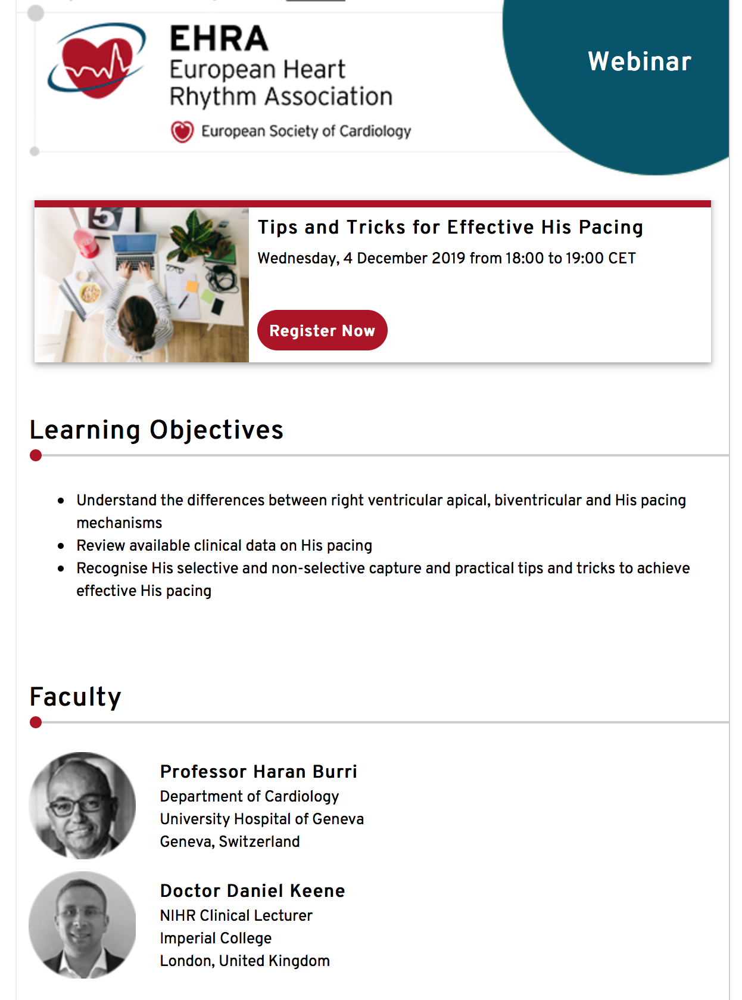 EHRA
European Heart
Rhythm Association
European Society of Cardiology
Webinar
5
Tips and Tricks for Effective His Pacing
Wednesday, 4 December 2019 from 18:00 to 19:00 CET
Register Now
Learning Objectives
• Understand the differences between right ventricular apical, biventricular and His pacing
mechanisms
• Review available clinical data on His pacing
• Recognise His selective and non-selective capture and practical tips and tricks to achieve
effective His pacing
Faculty
Professor Haran Burri
Department of Cardiology
University Hospital of Geneva
Geneva, Switzerland
Doctor Daniel Keene
NIHR Clinical Lecturer
Imperial College
London, United Kingdom